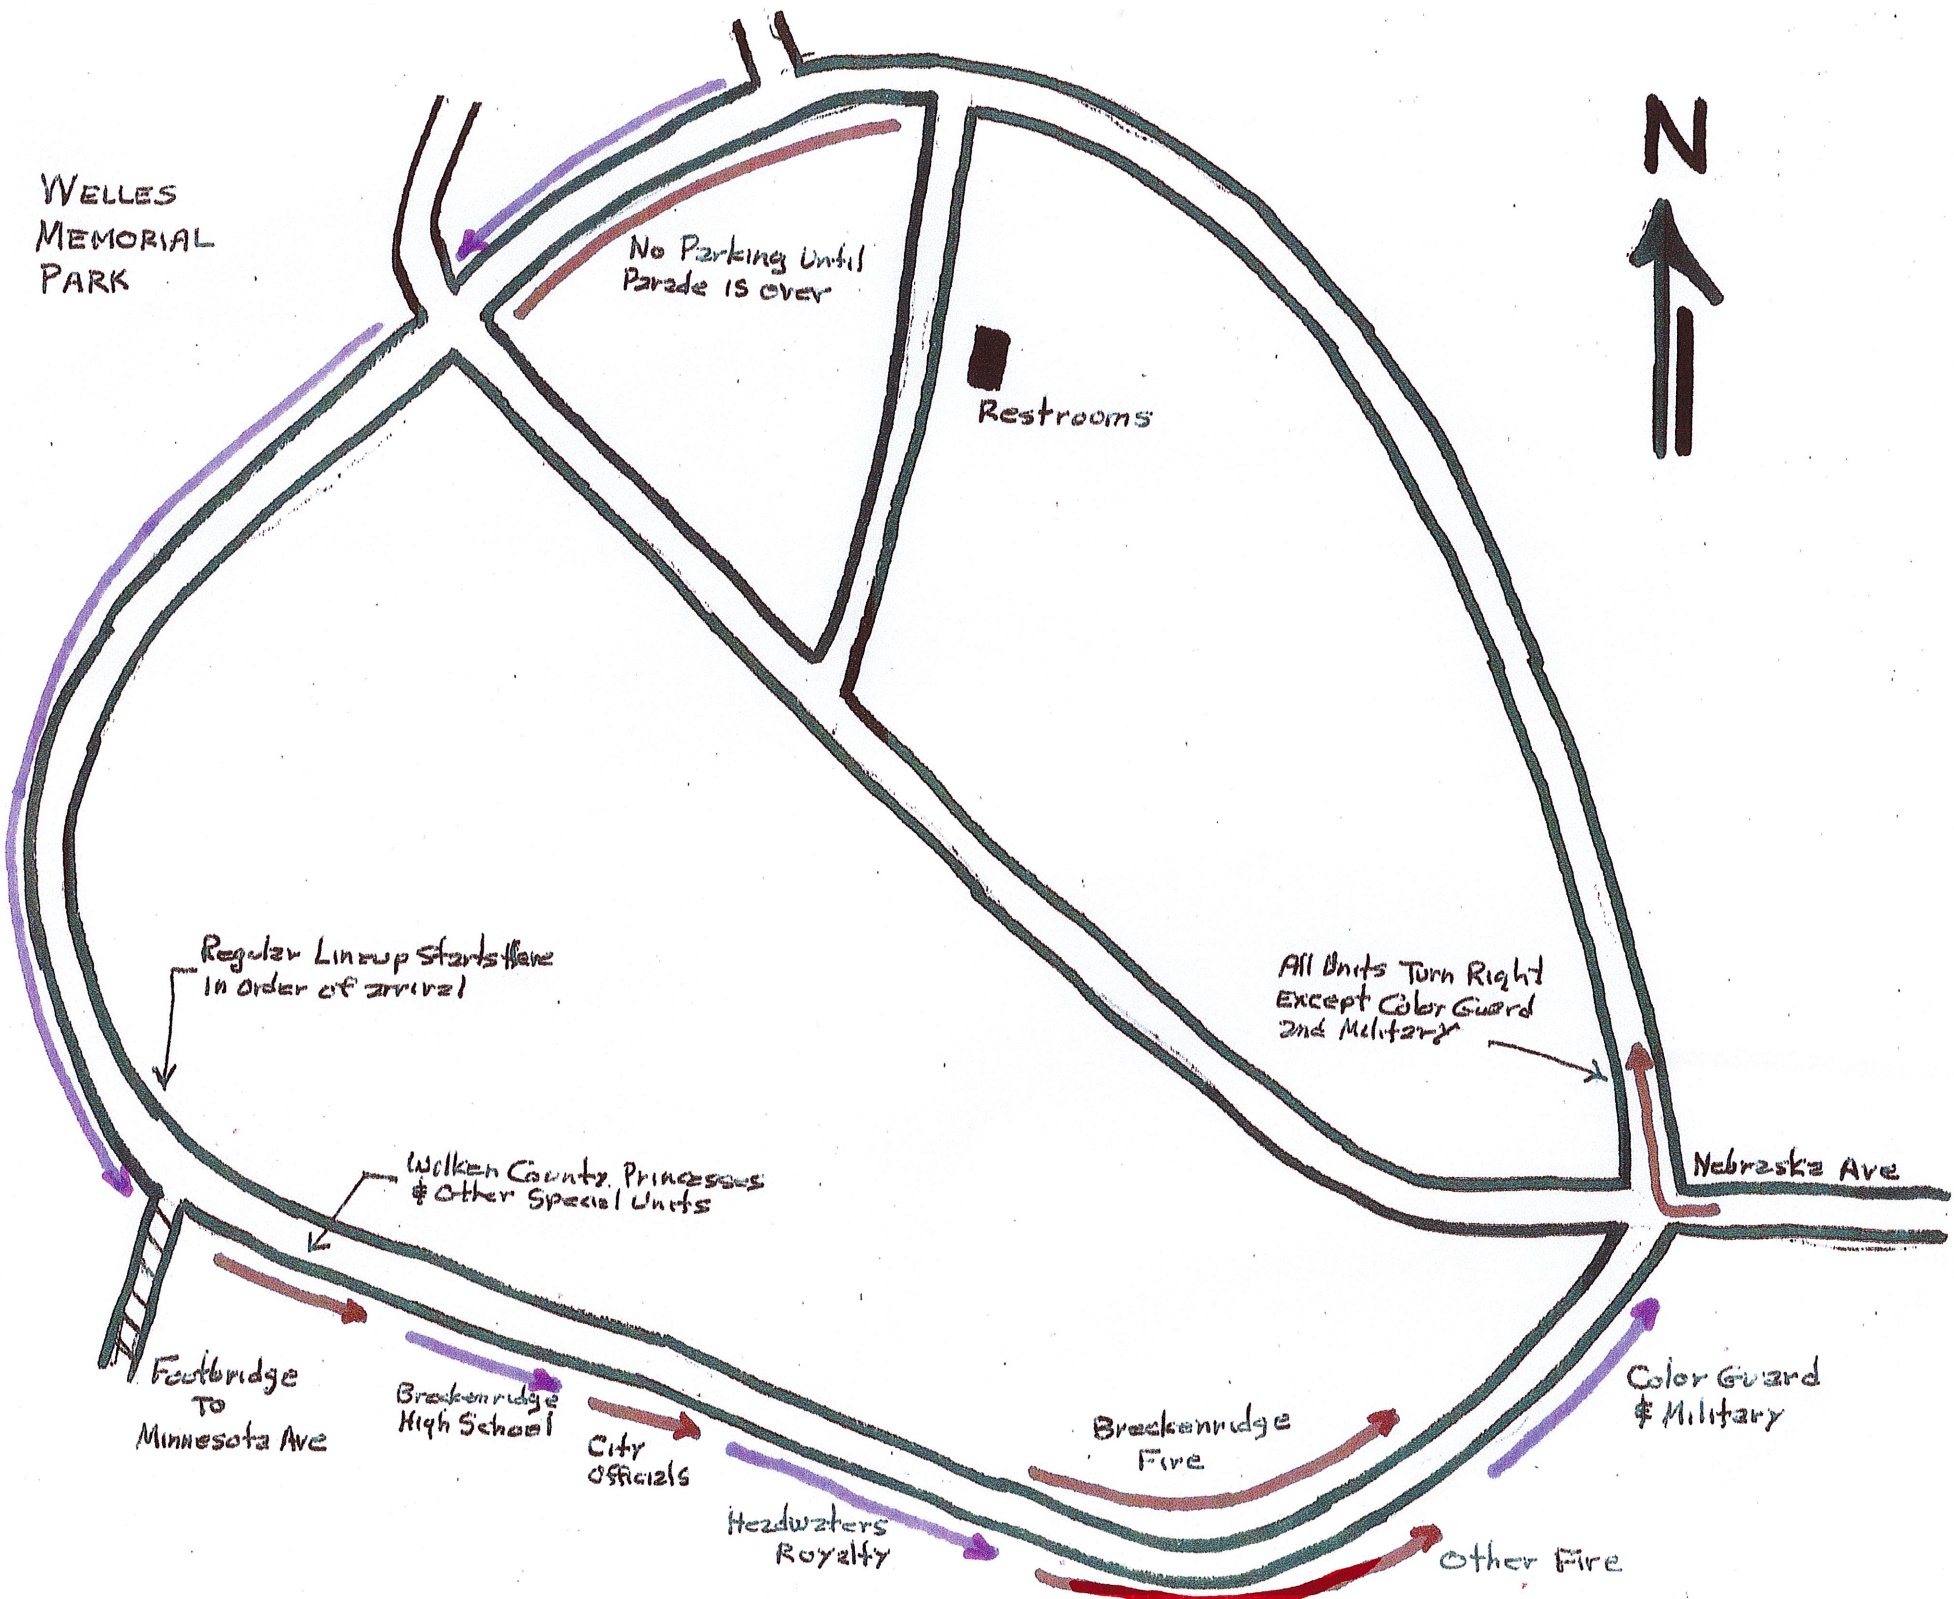 N
WELLES
MEMORIAL
PARK
No Parking Until
Parade is over
Restrooms
Regular Lineup Starts Here
in order of arrival
All Units Turn Right
Except Color Guard
and Military
Wilken County Princesses
& Other Special Units
Nebraska Ave
Footbridge
To
Minnesota Ave
Breckenridge
High School
City
Officials
Headwaters
Royalty
Breckenridge
Fire
Color Guard
& Military
Other Fire